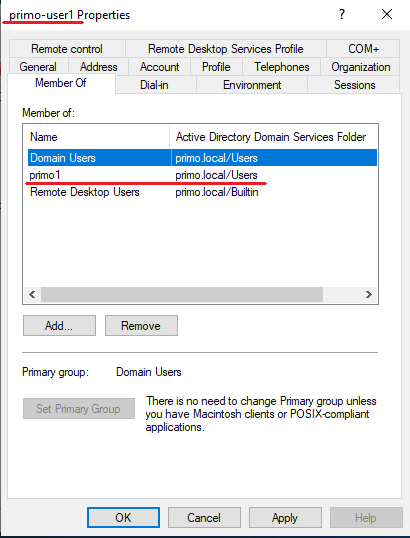 primo-user1 Properties
? ×
Remote control Remote Desktop Services Profile COM+
General Address Account Profile Telephones Organization
Member Of Dial-in Environment Sessions
Member of:
Name Active Directory Domain Services Folder
Domain Users primo.local/Users
primo1 primo.local/Users
Remote Desktop Users primo.local/Builtin
Add... Remove
Primary group: Domain Users
Set Primary Group
There is no need to change Primary group unless
you have Macintosh clients or POSIX-compliant
applications.
OK Cancel Apply Help